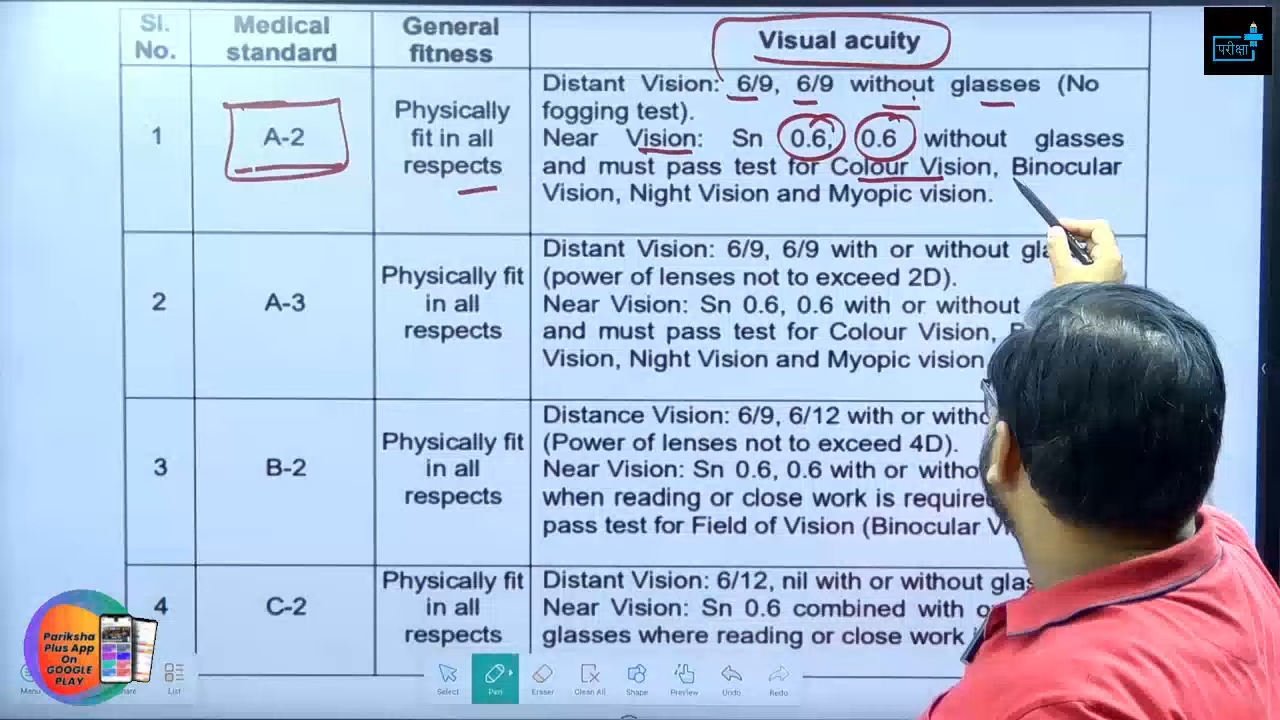 Sl. No.
Medical standard
General fitness
Visual acuity
1
A-2
Physically
fit in all
respects
Distant Vision: 6/9, 6/9 without glasses (No
fogging test).
Near Vision: Sn 0.6, 0.6 without glasses
and must pass test for Colour Vision, Binocular
Vision, Night Vision and Myopic vision.
2
A-3
Physically fit
in all
respects
Distant Vision: 6/9, 6/9 with or without
(power of lenses not to exceed 2D).
Near Vision: Sn 0.6, 0.6 with or without
and must pass test for Colour Vision,
Vision, Night Vision and Myopic vision
3
B-2
Physically fit
in all
respects
Distance Vision: 6/9, 6/12 with or
(Power of lenses not to exceed 4D).
Near Vision: Sn 0.6, 0.6 with or
when reading or close work is
pass test for Field of Vision (Binocular
4
C-2
Physically fit
in all
respects
Distant Vision: 6/12, nil with or without
Near Vision: Sn 0.6 combined with
glasses where reading or close work
परीक्षा
Pariksha
Plus App
On
GOOGLE
PLAY
Menu
List
Select
Pen
Eraser
Clean All
Shape
Preview
Undo
Redo